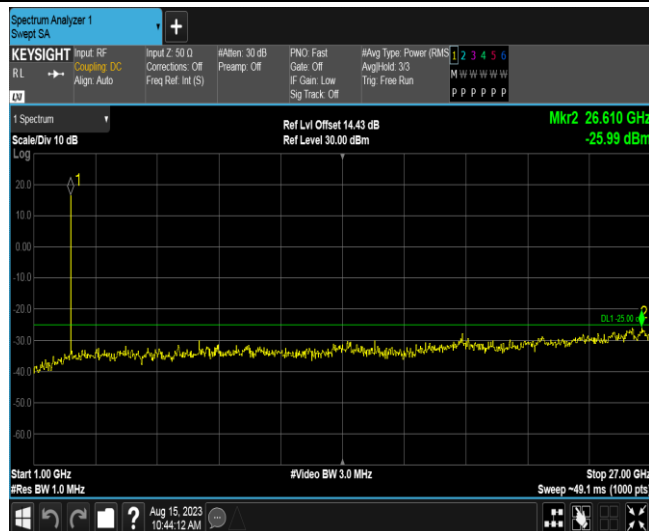 Spectrum Analyzer 1
Swept SA
+
KEYSIGHT
RL
Input: RF
Coupling: DC
Align: Auto
Input Z: 50 Ω
Corrections: Off
Freq Ref: Int (S)
#Atten: 30 dB
Preamp: Off
PNO: Fast
Gate: Off
IF Gain: Low
Sig Track: Off
#Avg Type: Power (RMS
Avg|Hold: 3/3
Trig: Free Run
1 2 3 4 5 6
M W W W W W
P P P P P P
1 Spectrum
Scale/Div 10 dB
Log
Ref Lvl Offset 14.43 dB
Ref Level 30.00 dBm
Mkr2 26.610 GHz
-25.99 dBm
1
20.0
10.0
0.00
-10.0
-20.0
2
DL1 -25.00
-30.0
-40.0
-50.0
-60.0
Start 1.00 GHz
#Video BW 3.0 MHz
Stop 27.00 GHz
#Res BW 1.0 MHz
Sweep ~49.1 ms (1000 pts)
?
Aug 15, 2023
10:44:12 AM